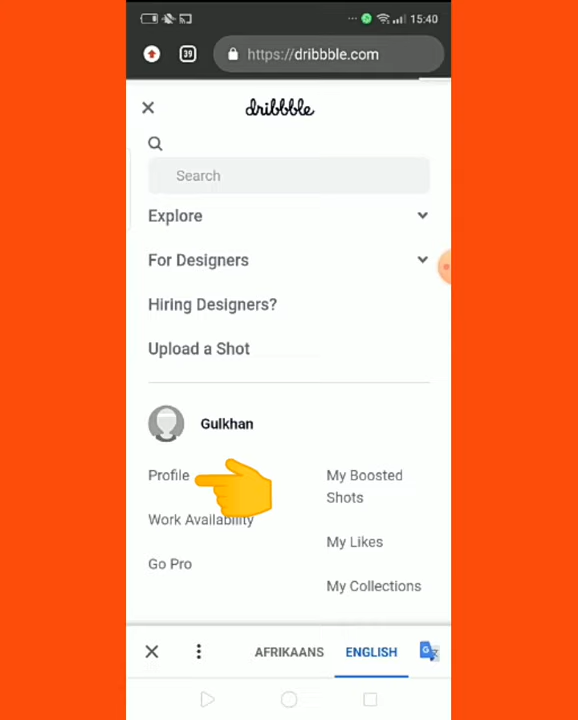 15:40
39
https://dribbble.com
dribbble
Search
Explore
For Designers
Hiring Designers?
Upload a Shot
Gulkhan
Profile
My Boosted
Shots
Work Availability
My Likes
Go Pro
My Collections
AFRIKAANS ENGLISH
G